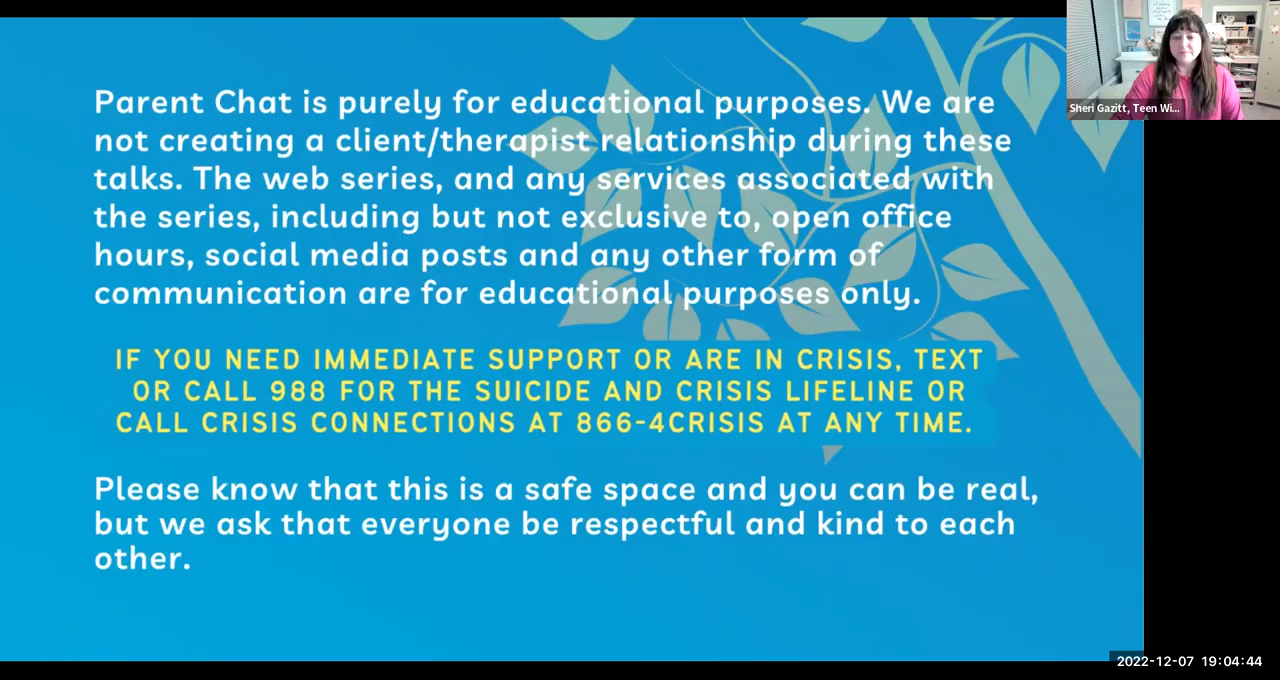 Parent Chat is purely for educational purposes. We are
not creating a client/therapist relationship during these
talks. The web series, and any services associated with
the series, including but not exclusive to, open office
hours, social media posts and any other form of
communication are for educational purposes only.
IF YOU NEED IMMEDIATE SUPPORT OR ARE IN CRISIS, TEXT
OR CALL 988 FOR THE SUICIDE AND CRISIS LIFELINE OR
CALL CRISIS CONNECTIONS AT 866-4CRISIS AT ANY TIME.
Please know that this is a safe space and you can be real,
but we ask that everyone be respectful and kind to each
other.
Sheri Gazitt, Teen Wi...
2022-12-07 19:04:44